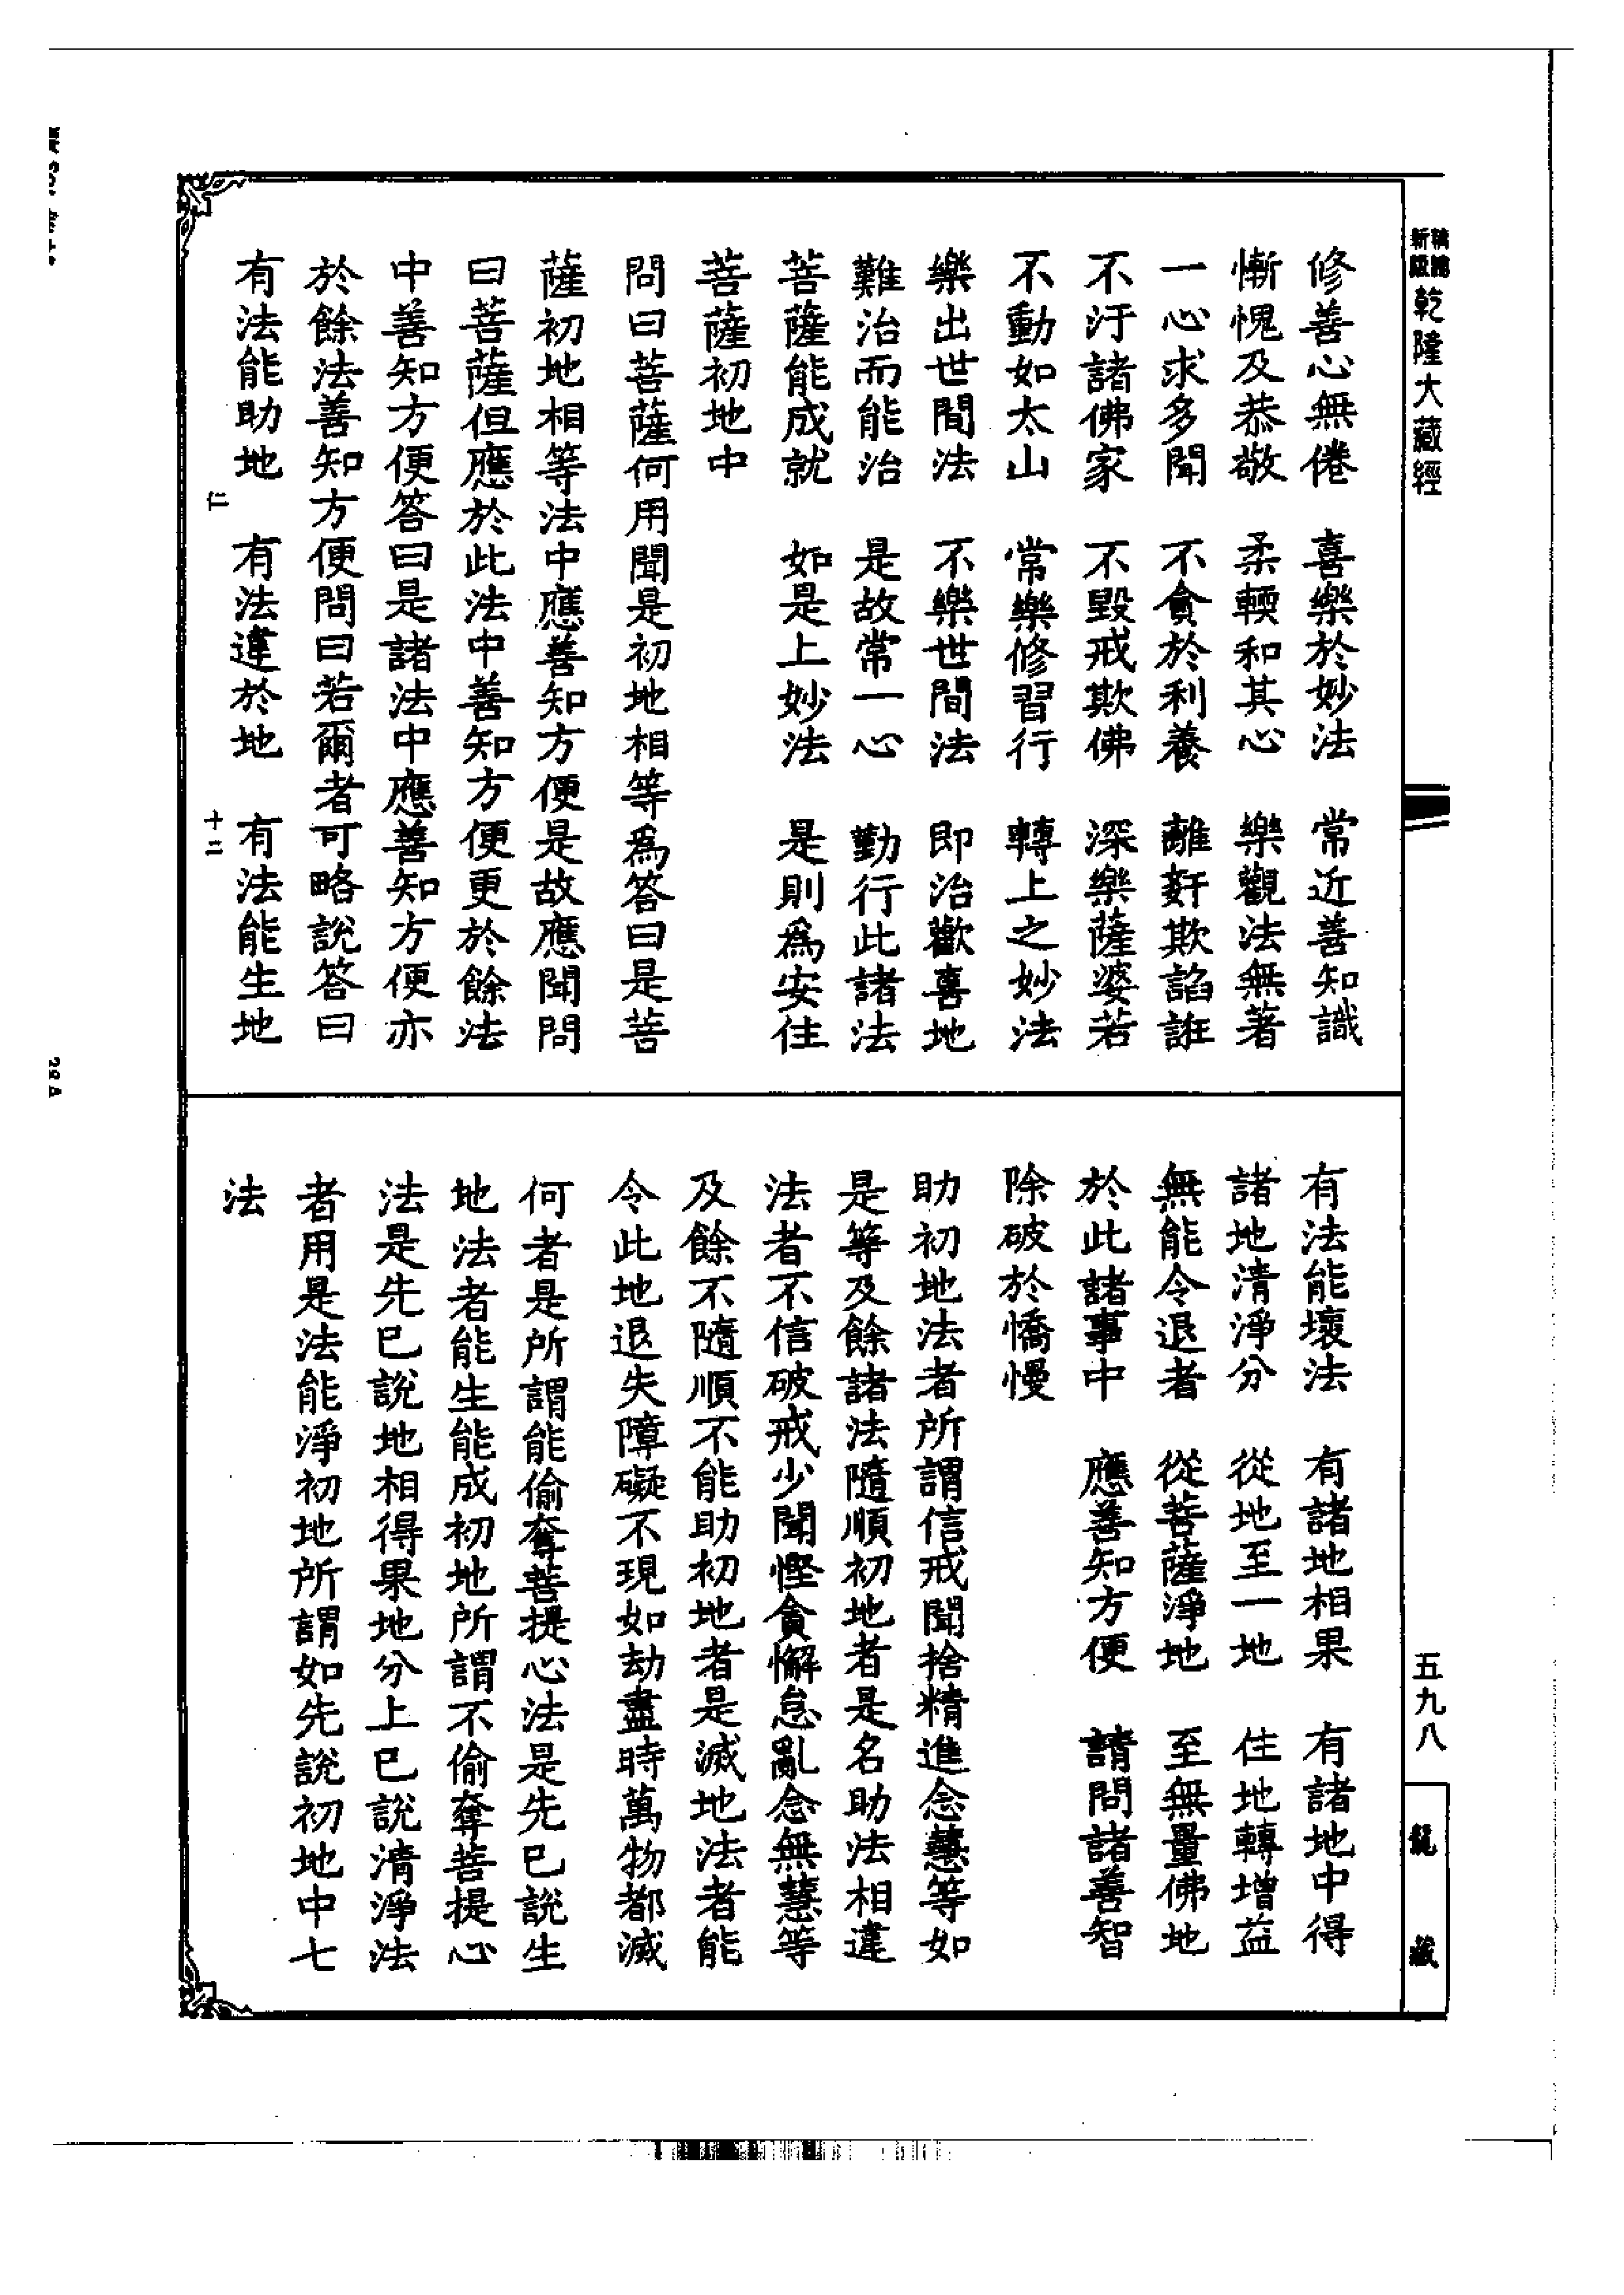 新版
乾隆大藏經
修善心無倦　喜樂於妙法　常近善知識
慚愧及恭敬　柔輭和其心　樂觀法無著
一心求多聞　不貪於利養　離姧欺諂誑
不汙諸佛家　不毀戒欺佛　深樂薩婆若
不動如太山　常樂修習行　轉上之妙法
樂出世間法　不樂世間法　即治歡喜地
難治而能治　是故常一心　勤行此諸法
菩薩能成就　如是上妙法　是則為安住
菩薩初地中
問曰菩薩何用聞是初地相等為答曰是菩
薩初地相等法中應善知方便是故應聞問
曰菩薩但應於此法中善知方便更於餘法
中善知方便答曰是諸法中應善知方便亦
於餘法善知方便問曰若爾者可略說答曰
有法能助地　有法違於地　有法能生地
仁　十二
有法能壞法　有諸地相果　有諸地中得
諸地清淨分　從地至一地　住地轉增益
無能令退者　從菩薩淨地　至無量佛地
於此諸事中　應善知方便　請問諸善智
除破於憍慢
助初地法者所謂信戒聞捨精進念慧等如
是等及餘諸法隨順初地者是名助法相違
法者不信破戒少聞慳貪懈怠亂念無慧等
及餘不隨順不能助初地者是滅地法者能
令此地退失障礙不現如劫盡時萬物都滅
何者是所謂能偷奪菩提心法是先已說生
地法者能生能成初地所謂不偷奪菩提心
法是先已說地相得果地分上已說清淨法
者用是法能淨初地所謂如先說初地中七
法
五九八
龍藏